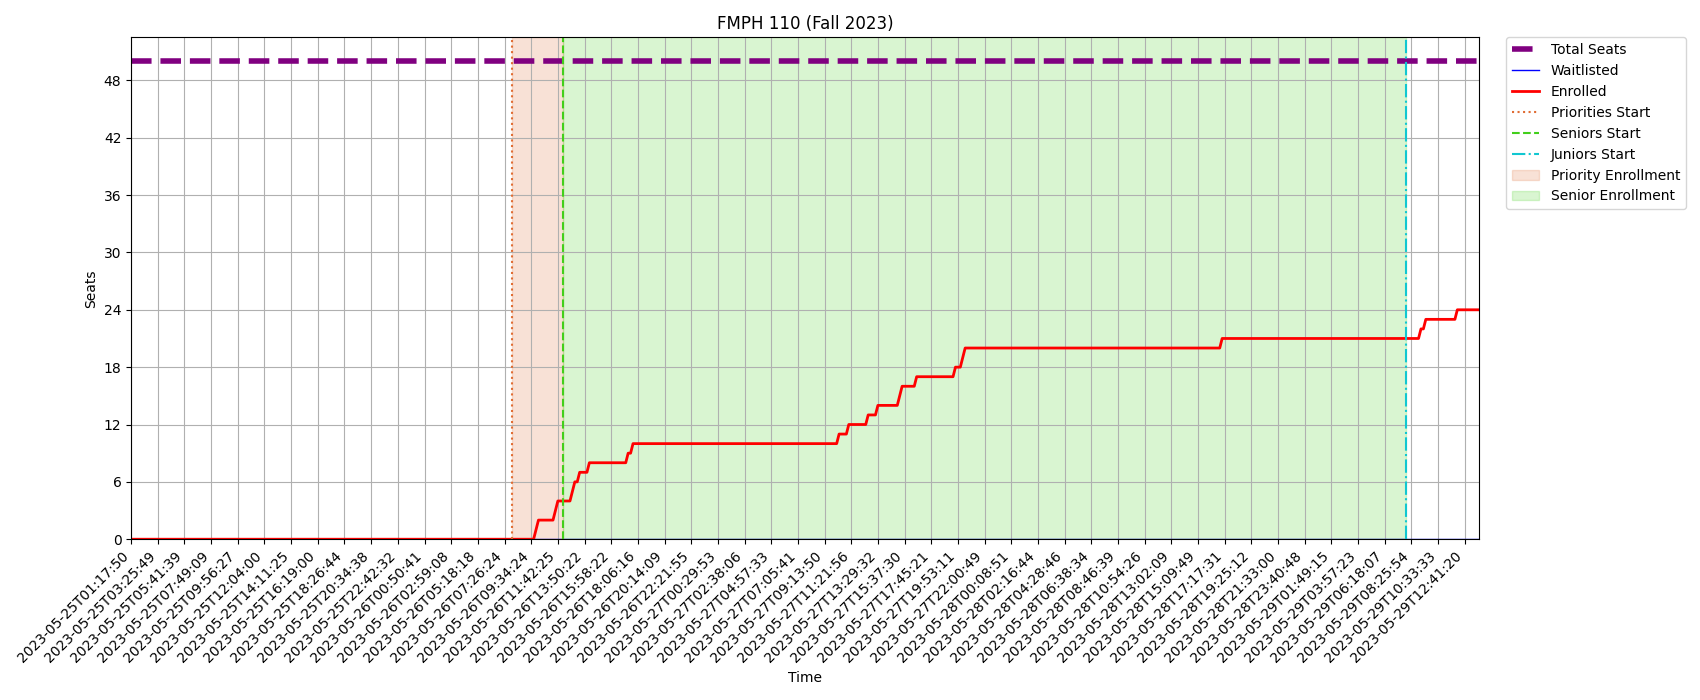 FMPH 110 (Fall 2023)
Total Seats
Waitlisted
Enrolled
Priorities Start
Seniors Start
Juniors Start
Priority Enrollment
Senior Enrollment
Seats
48
42
36
30
24
18
12
6
0
2023-05-25T01:17:50
2023-05-25T03:25:49
2023-05-25T05:41:39
2023-05-25T07:49:09
2023-05-25T09:56:27
2023-05-25T12:04:00
2023-05-25T14:11:25
2023-05-25T16:19:00
2023-05-25T18:26:44
2023-05-25T20:34:38
2023-05-25T22:42:32
2023-05-26T00:50:41
2023-05-26T02:59:08
2023-05-26T05:18:18
2023-05-26T07:26:24
2023-05-26T09:34:24
2023-05-26T11:42:25
2023-05-26T13:50:22
2023-05-26T15:58:22
2023-05-26T18:06:16
2023-05-26T20:14:09
2023-05-26T22:21:55
2023-05-27T00:29:53
2023-05-27T02:38:06
2023-05-27T04:57:33
2023-05-27T07:05:41
2023-05-27T09:13:50
2023-05-27T11:21:56
2023-05-27T13:29:32
2023-05-27T15:37:30
2023-05-27T17:45:21
2023-05-27T19:53:11
2023-05-27T22:00:49
2023-05-28T00:08:51
2023-05-28T02:16:44
2023-05-28T04:28:46
2023-05-28T06:38:34
2023-05-28T08:46:39
2023-05-28T10:54:26
2023-05-28T13:02:09
2023-05-28T15:09:49
2023-05-28T17:17:31
2023-05-28T19:25:12
2023-05-28T21:33:00
2023-05-28T23:40:48
2023-05-29T01:49:15
2023-05-29T03:57:23
2023-05-29T06:18:07
2023-05-29T08:25:54
2023-05-29T10:33:33
2023-05-29T12:41:20
Time